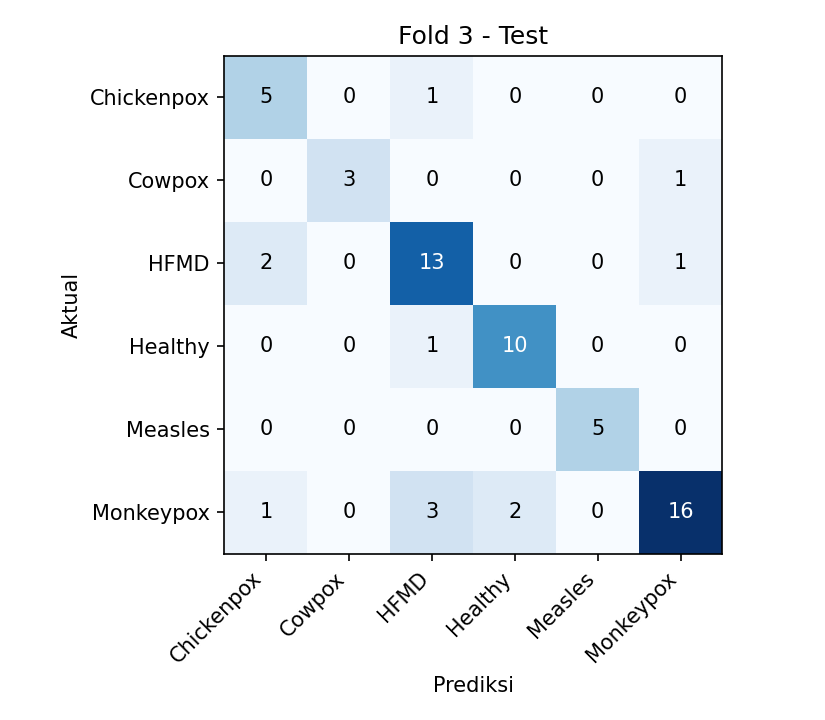 Fold 3 - Test
Aktual
Chickenpox 5 0 1 0 0 0
Cowpox 0 3 0 0 0 1
HFMD 2 0 13 0 0 1
Healthy 0 0 1 10 0 0
Measles 0 0 0 0 5 0
Monkeypox 1 0 3 2 0 16
Chickenpox Cowpox HFMD Healthy Measles Monkeypox
Prediksi